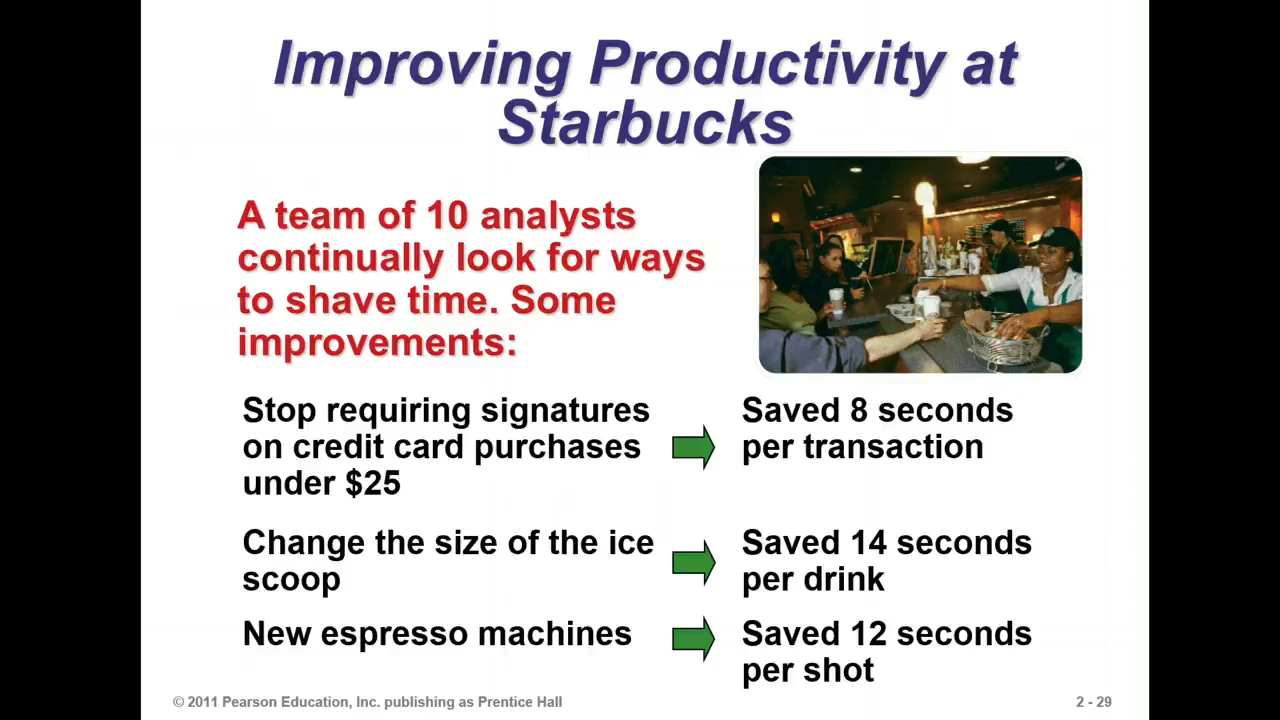 Improving Productivity at
Starbucks
A team of 10 analysts
continually look for ways
to shave time. Some
improvements:
Stop requiring signatures
on credit card purchases
under $25
Saved 8 seconds
per transaction
Change the size of the ice
scoop
Saved 14 seconds
per drink
New espresso machines
Saved 12 seconds
per shot
© 2011 Pearson Education, Inc. publishing as Prentice Hall
2 - 29